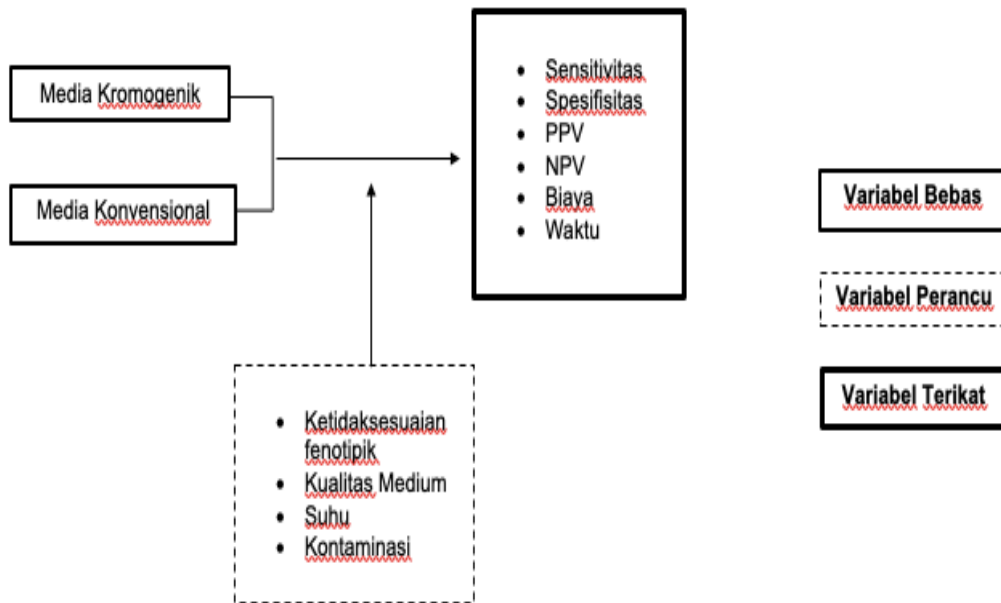 Media Kromogenik
Media Konvensional
• Sensitivitas
• Spesifisitas
• PPV
• NPV
• Biaya
• Waktu
• Ketidaksesuaian
fenotipik
• Kualitas Medium
• Suhu
• Kontaminasi
Variabel Bebas
Variabel Perancu
Variabel Terikat